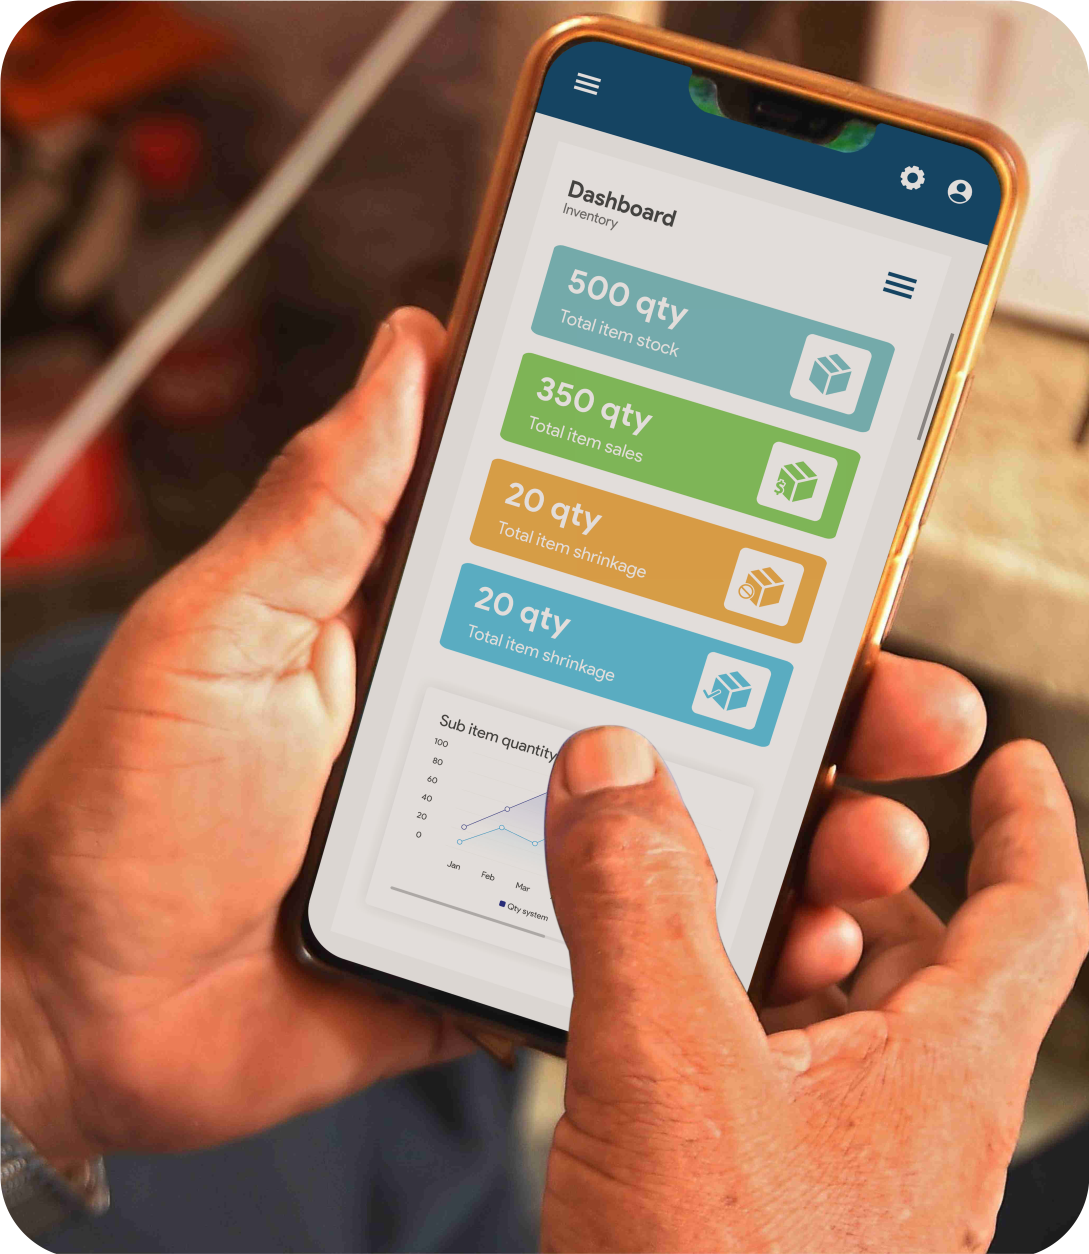 Dashboard
Inventory
500 qty
Total item stock
350 qty
Total item sales
20 qty
Total item shrinkage
20 qty
Total item shrinkage
Sub item quantity
100
80
60
40
20
0
Jan
Feb
Mar
Qty system